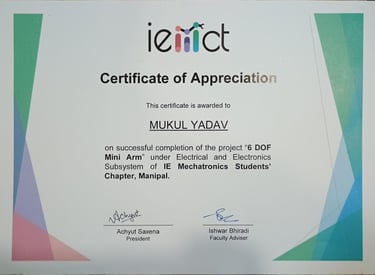 iemct
Certificate of Appreciation
This certificate is awarded to
MUKUL YADAV
on successful completion of the project "6 DOF
Mini Arm" under Electrical and Electronics
Subsystem of IE Mechatronics Students'
Chapter, Manipal.
Achyut
Achyut Saxena
President
Ishwar Bhiradi
Faculty Adviser